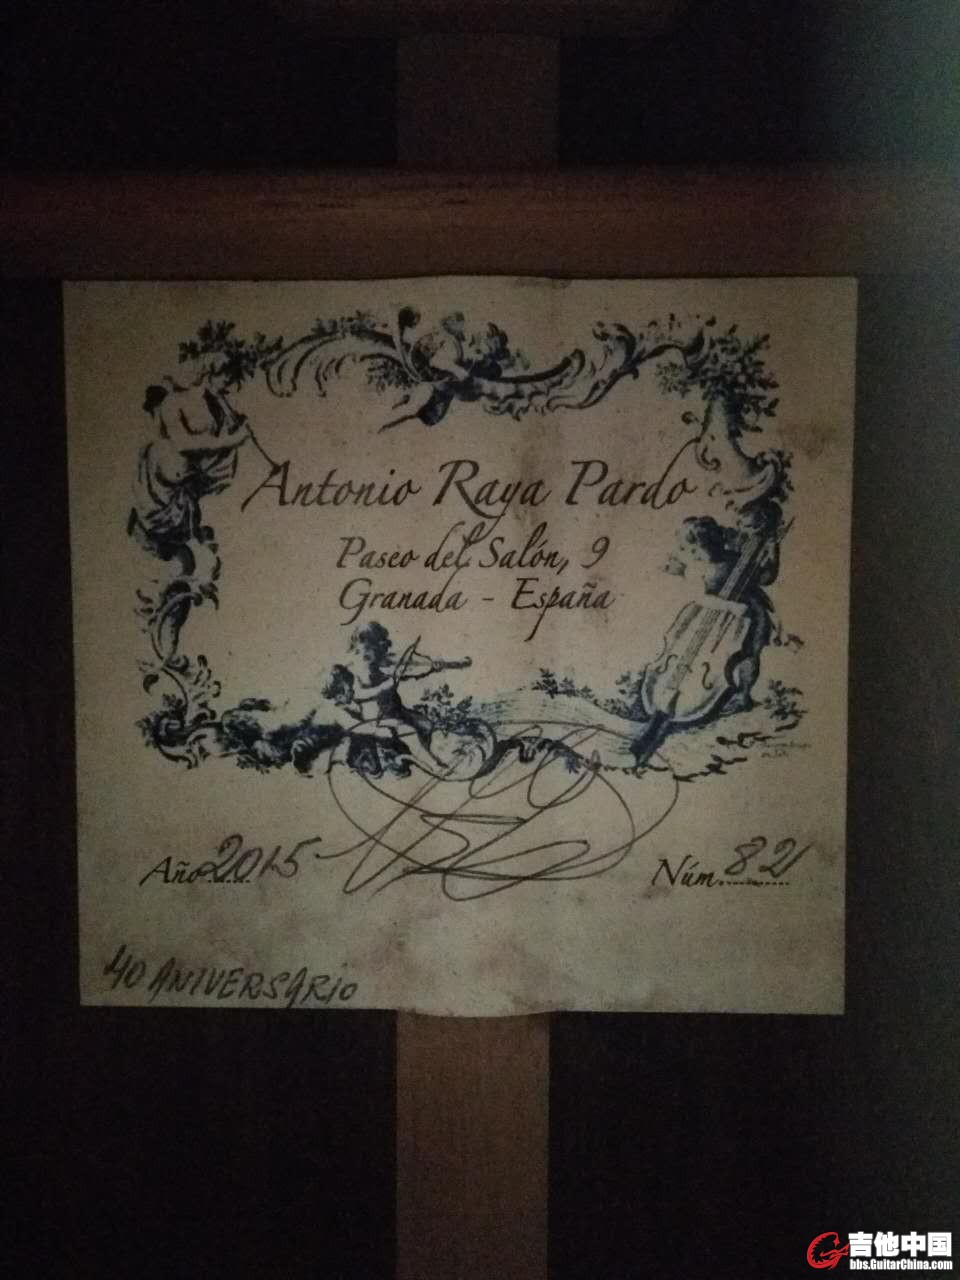 Antonio Raya Pardo
Paseo del Salón, 9
Granada - España
Año 2015
Núm. 82
40 ANIVERSARIO
吉他中国
bbs.GuitarChina.com